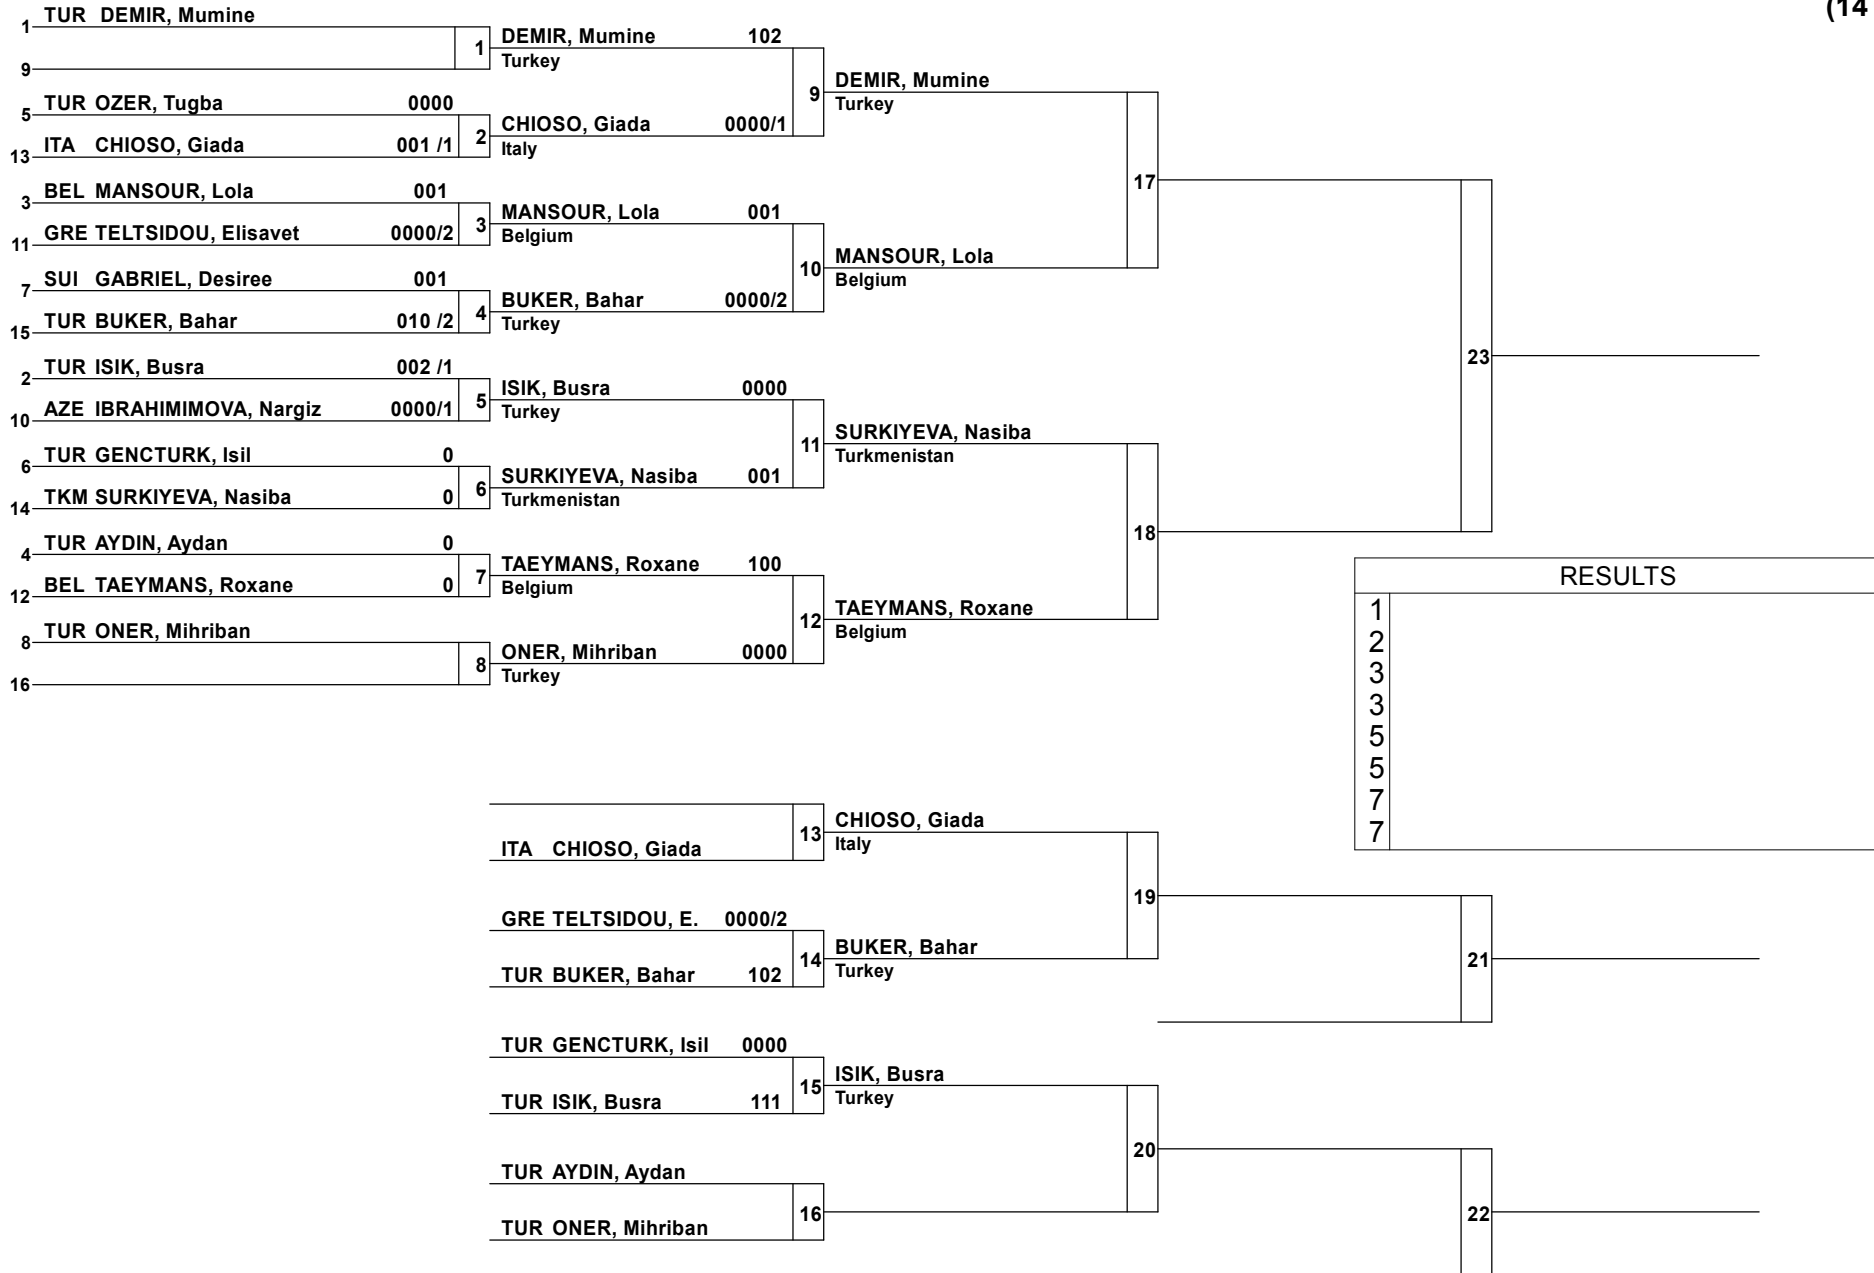 (14
1 TUR DEMIR, Mumine
9
1
5 TUR OZER, Tugba 0000
13 ITA CHIOSO, Giada 001 /1
2
3 BEL MANSOUR, Lola 001
11 GRE TELTSIDOU, Elisavet 0000/2
3
7 SUI GABRIEL, Desiree 001
15 TUR BUKER, Bahar 010 /2
4
2 TUR ISIK, Busra 002 /1
10 AZE IBRAHIMIMOVA, Nargiz 0000/1
5
6 TUR GENCTURK, Isil 0
14 TKM SURKIYEVA, Nasiba 0
6
4 TUR AYDIN, Aydan 0
12 BEL TAEYMANS, Roxane 0
7
8 TUR ONER, Mihriban
16
8
DEMIR, Mumine 102
Turkey
9
CHIOSO, Giada 0000/1
Italy
MANSOUR, Lola 001
Belgium
10
BUKER, Bahar 0000/2
Turkey
ISIK, Busra 0000
Turkey
11
SURKIYEVA, Nasiba 001
Turkmenistan
TAEYMANS, Roxane 100
Belgium
12
ONER, Mihriban 0000
Turkey
DEMIR, Mumine
Turkey
17
MANSOUR, Lola
Belgium
SURKIYEVA, Nasiba
Turkmenistan
18
TAEYMANS, Roxane
Belgium
23
RESULTS
1
2
3
3
5
5
7
7
13
ITA CHIOSO, Giada
GRE TELTSIDOU, E. 0000/2
14
TUR BUKER, Bahar 102
TUR GENCTURK, Isil 0000
15
TUR ISIK, Busra 111
TUR AYDIN, Aydan
16
TUR ONER, Mihriban
CHIOSO, Giada
Italy
19
BUKER, Bahar
Turkey
21
ISIK, Busra
Turkey
20
22